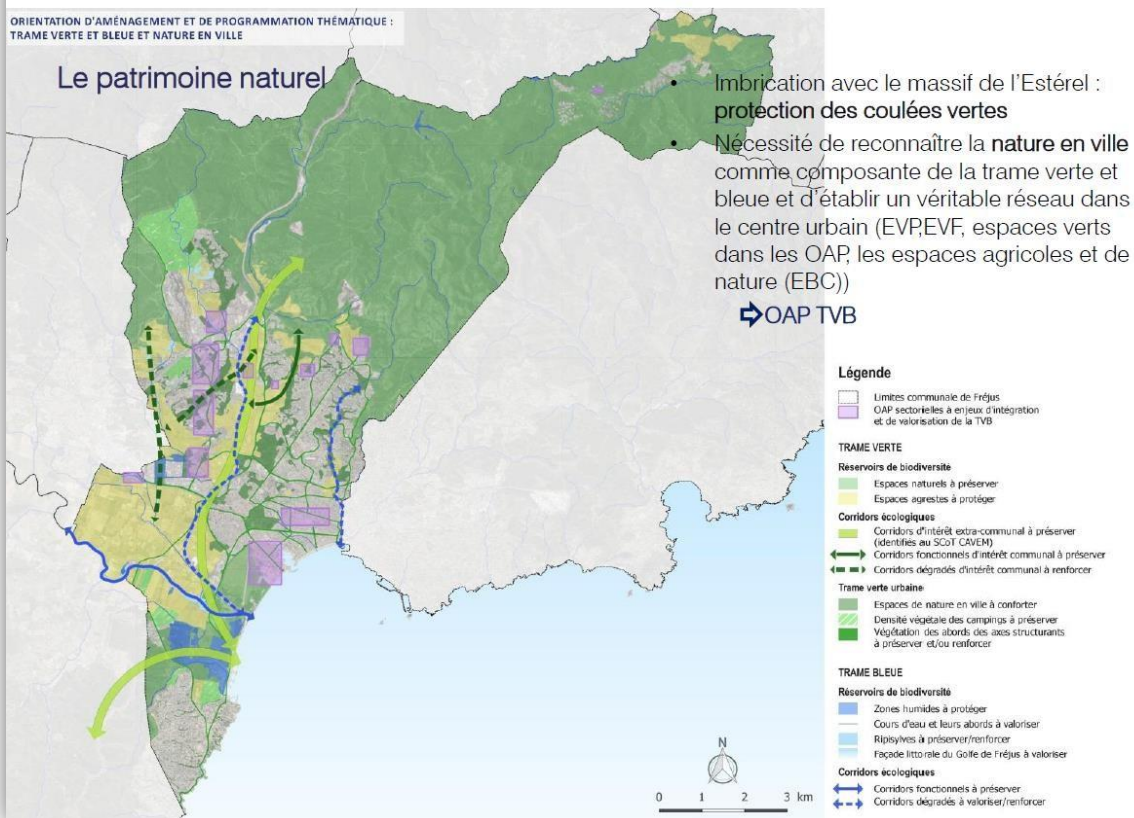 ORIENTATION D'AMÉNAGEMENT ET DE PROGRAMMATION THÉMATIQUE :
TRAME VERTE ET BLEUE ET NATURE EN VILLE
Le patrimoine naturel
• Imbrication avec le massif de l'Estérel :
protection des coulées vertes
• Nécessité de reconnaître la nature en ville
comme composante de la trame verte et
bleue et d'établir un véritable réseau dans
le centre urbain (EVP,EVF, espaces verts
dans les OAP, les espaces agricoles et de
nature (EBC))
⇨OAP TVB
Légende
Limites communale de Fréjus
OAP sectorielles à enjeux d'intégration
et de valorisation de la TVB
TRAME VERTE
Réservoirs de biodiversité
Espaces naturels à préserver
Espaces agrestes à protéger
Corridors écologiques
Corridors d'intérêt extra-communal à préserver
(identifiés au SCoT CAVEM)
Corridors fonctionnels d'intérêt communal à préserver
Corridors dégradés d'intérêt communal à renforcer
Trame verte urbaine
Espaces de nature en ville à conforter
Densité végétale des campings à préserver
Végétation des abords des axes structurants
à préserver et/ou renforcer
TRAME BLEUE
Réservoirs de biodiversité
Zones humides à protéger
Cours d'eau et leurs abords à valoriser
Ripisylves à préserver/renforcer
Façade littorale du Golfe de Fréjus à valoriser
Corridors écologiques
Corridors fonctionnels à préserver
Corridors dégradés à valoriser/renforcer
N
0 1 2 3 km